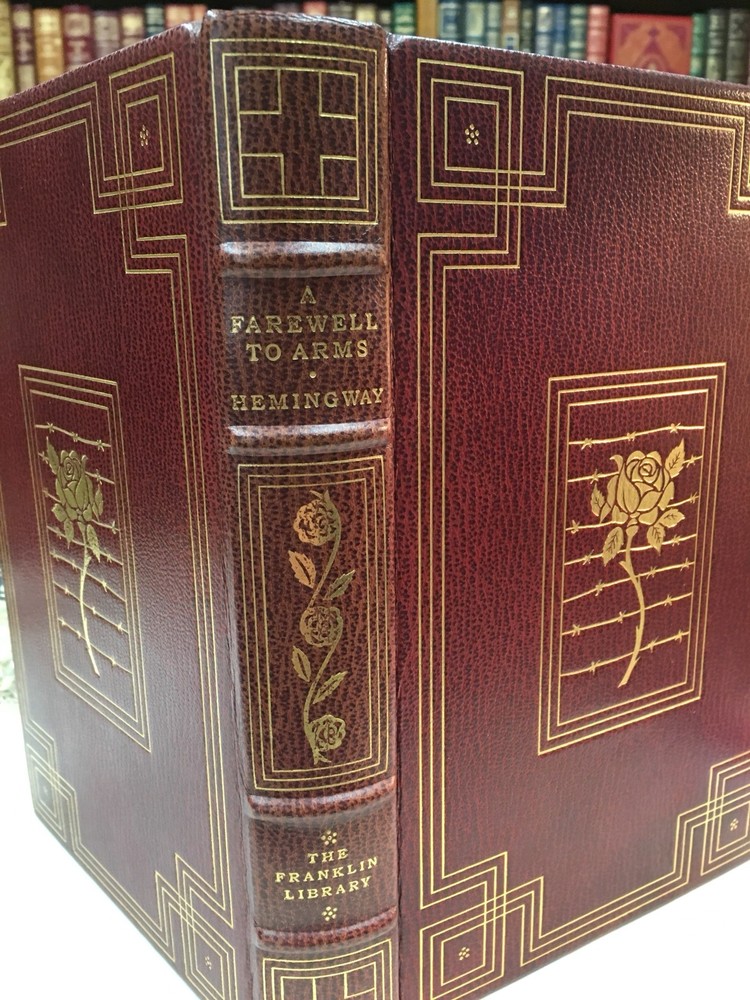 A
FAREWELL
TO ARMS
•
HEMINGWAY
THE
FRANKLIN
LIBRARY